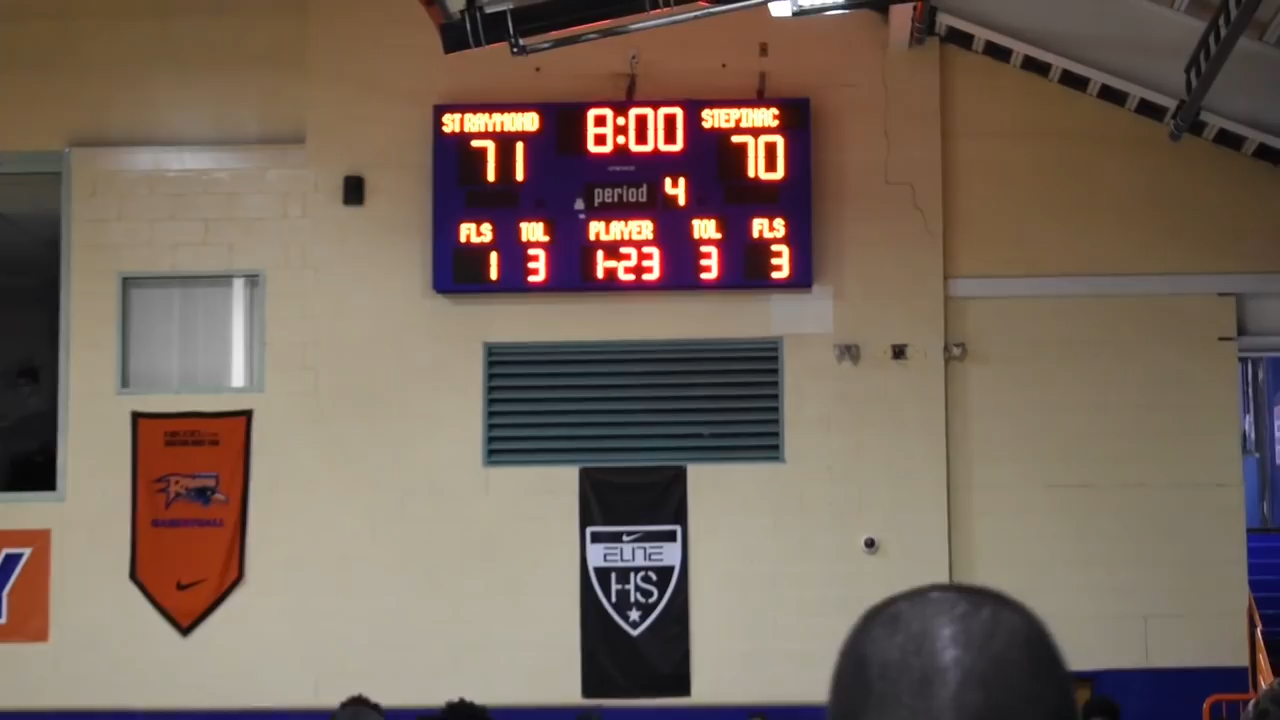 ST RAYMOND 8:00 STEPINAC
71 70
period 4
FLS TOL PLAYER TOL FLS
1 3 1-23 3 3
BASKETBALL
Y
ELITE
HS